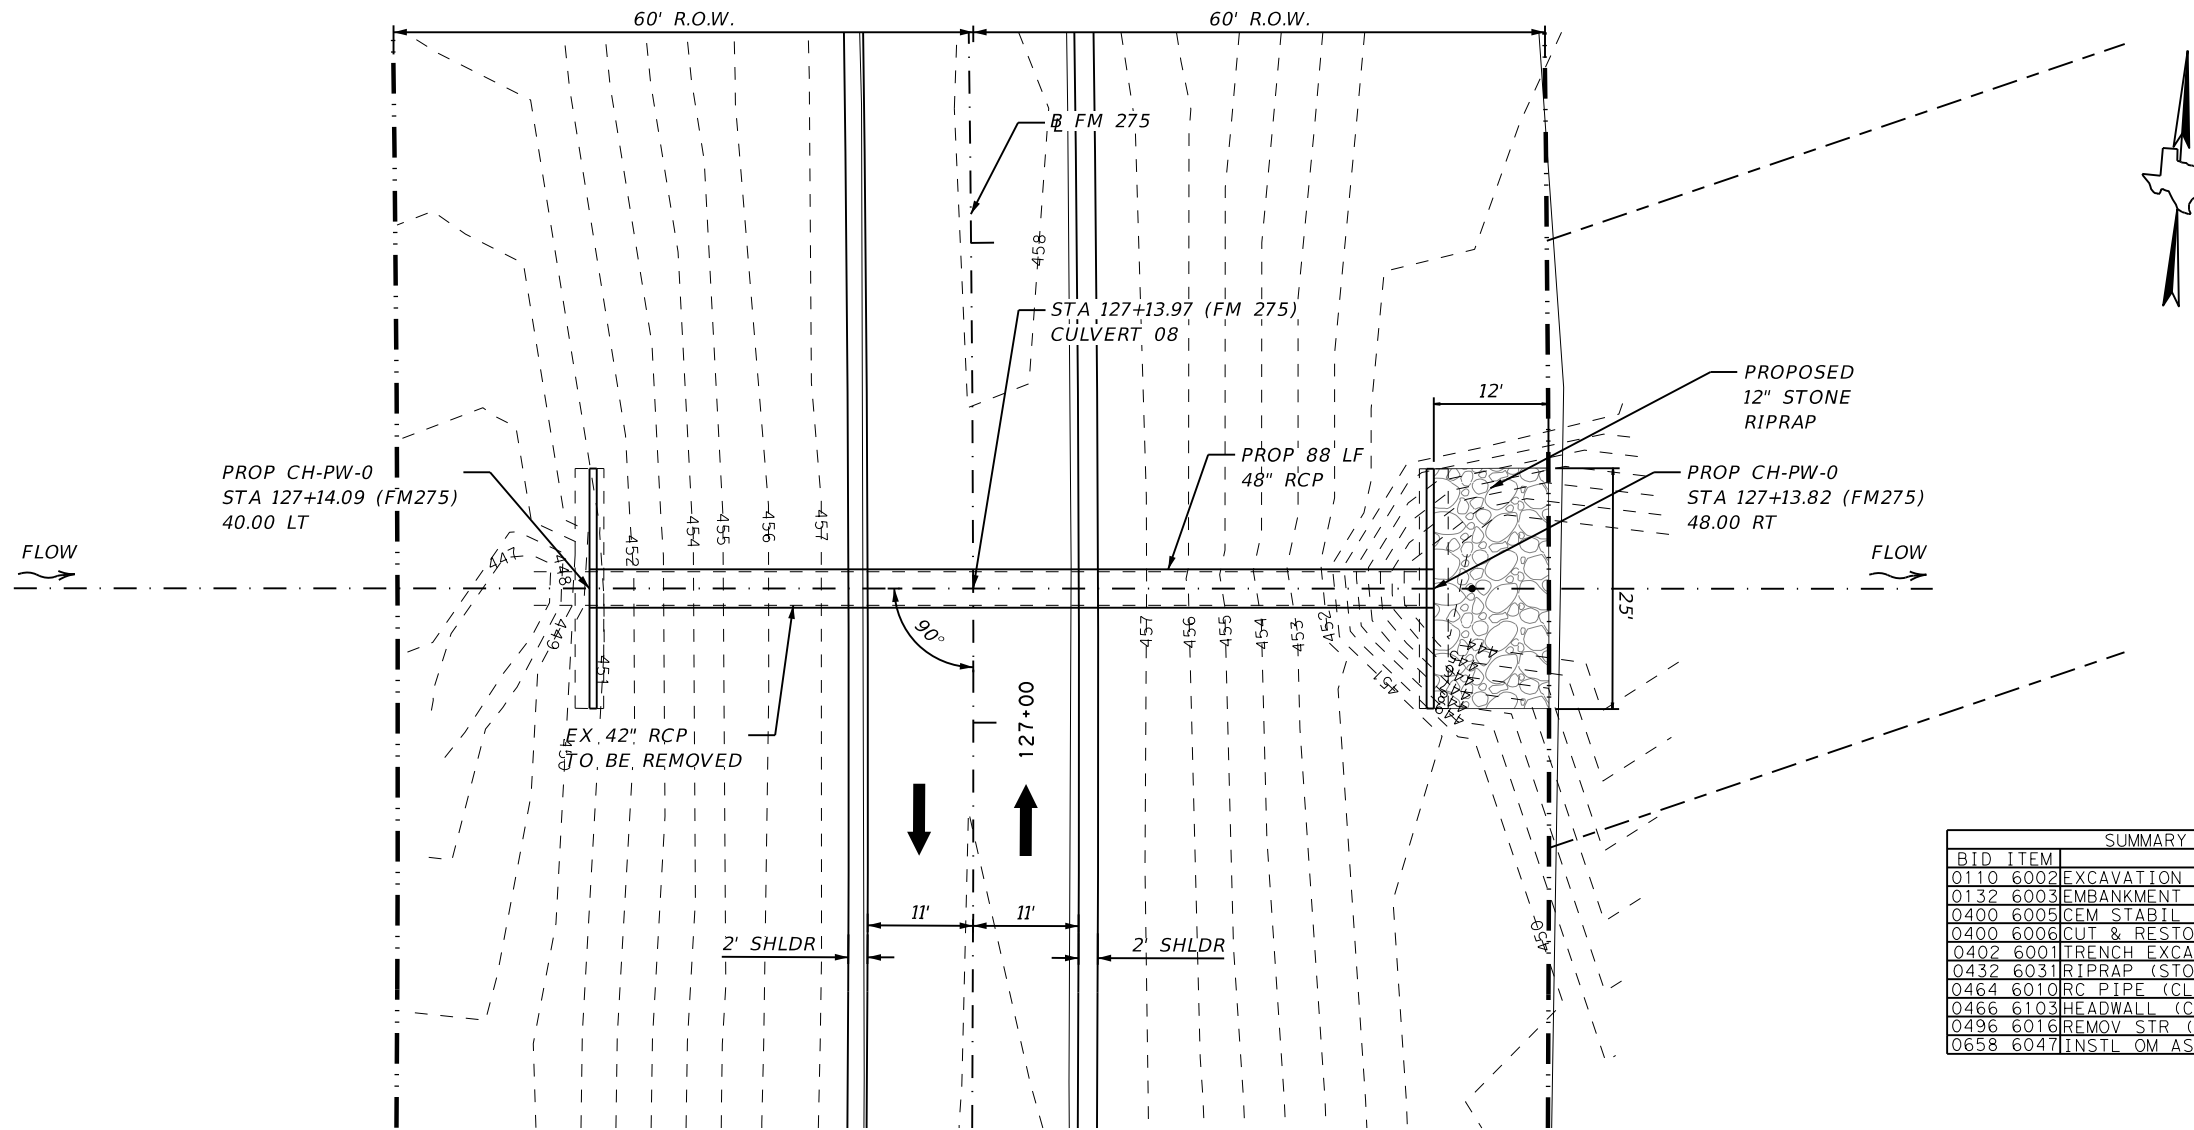 60' R.O.W.
60' R.O.W.
BL FM 275
458
STA 127+13.97 (FM 275)
CULVERT 08
PROPOSED
12" STONE
RIPRAP
12'
PROP 88 LF
48" RCP
PROP CH-PW-0
STA 127+14.09 (FM275)
40.00 LT
PROP CH-PW-0
STA 127+13.82 (FM275)
48.00 RT
FLOW
FLOW
447
448
449
451
452
454
455
456
457
90°
457
456
455
454
453
452
451
25'
444
127+00
EX 42" RCP
TO BE REMOVED
450
11'
11'
2' SHLDR
2' SHLDR
450
SUMMARY
BID ITEM
0110 6002 EXCAVATION
0132 6003 EMBANKMENT
0400 6005 CEM STABIL
0400 6006 CUT & RESTO
0402 6001 TRENCH EXCA
0432 6031 RIPRAP (STO
0464 6010 RC PIPE (CL
0466 6103 HEADWALL (C
0496 6016 REMOV STR (
0658 6047 INSTL OM AS